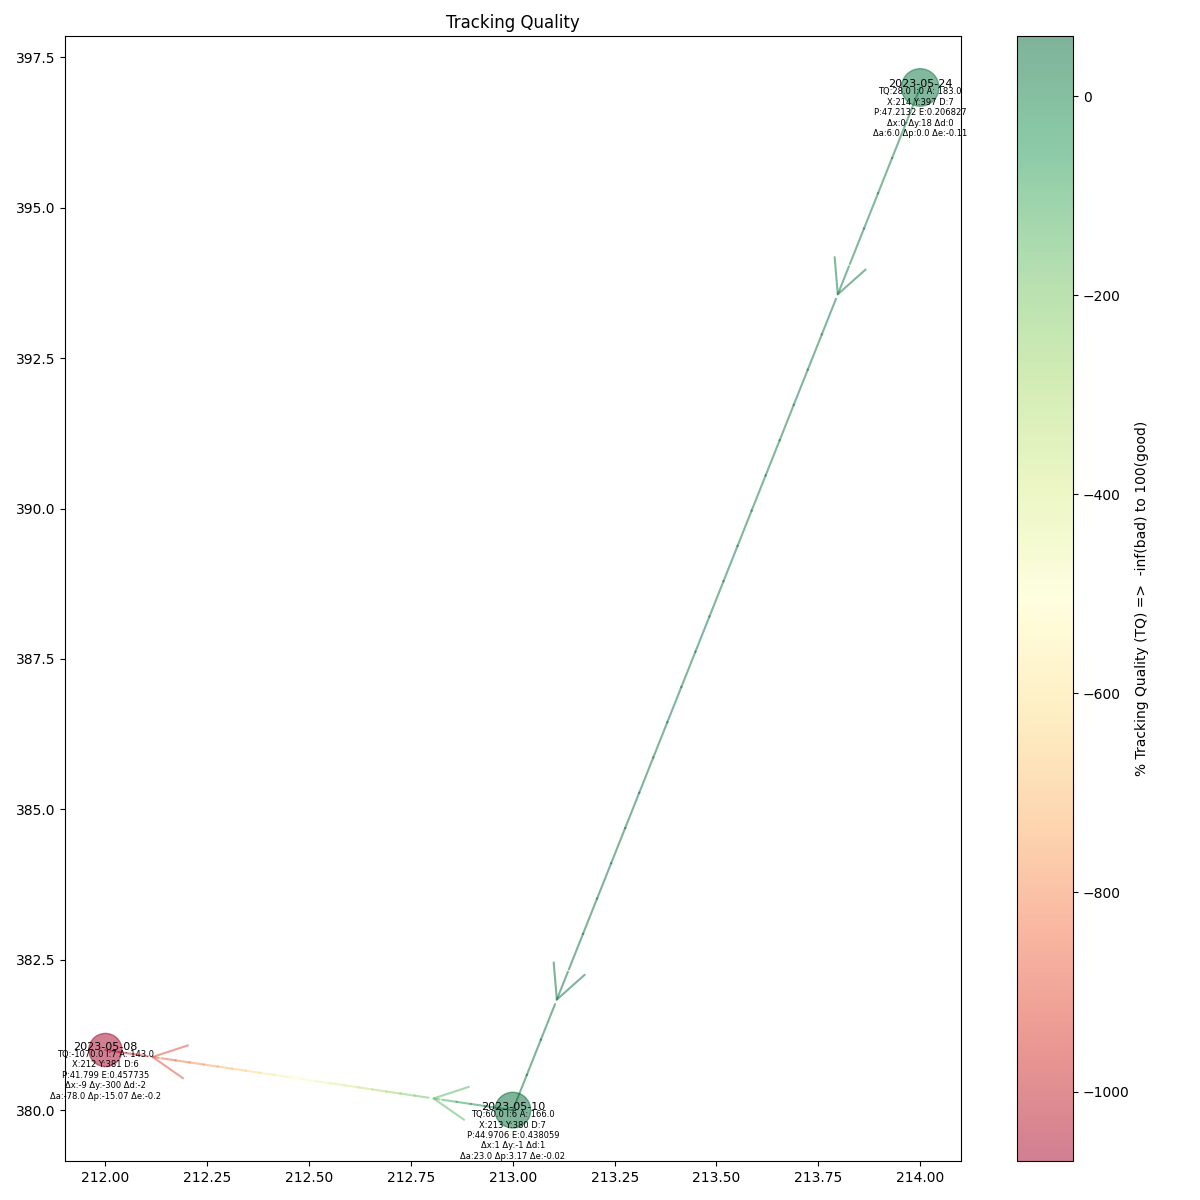 Tracking Quality
397.5
395.0
392.5
390.0
387.5
385.0
382.5
380.0
2023-05-24
TQ:28.0 I:0 A: 183.0
X:214 Y:397 D:7
P:47.2132 E:0.206827
Δx:0 Δy:18 Δd:0
Δa:6.0 Δp:0.0 Δe:-0.11
2023-05-08
TQ:-1070.0 I:7 A: 143.0
X:212 Y:381 D:6
P:41.799 E:0.457735
Δx:-9 Δy:-300 Δd:-2
Δa:-78.0 Δp:-15.07 Δe:-0.2
2023-05-10
TQ:60.0 I:6 A: 166.0
X:213 Y:380 D:7
P:44.9706 E:0.438059
Δx:1 Δy:-1 Δd:1
Δa:23.0 Δp:3.17 Δe:-0.02
212.00 212.25 212.50 212.75 213.00 213.25 213.50 213.75 214.00
0
−200
−400
−600
−800
−1000
% Tracking Quality (TQ) => -inf(bad) to 100(good)